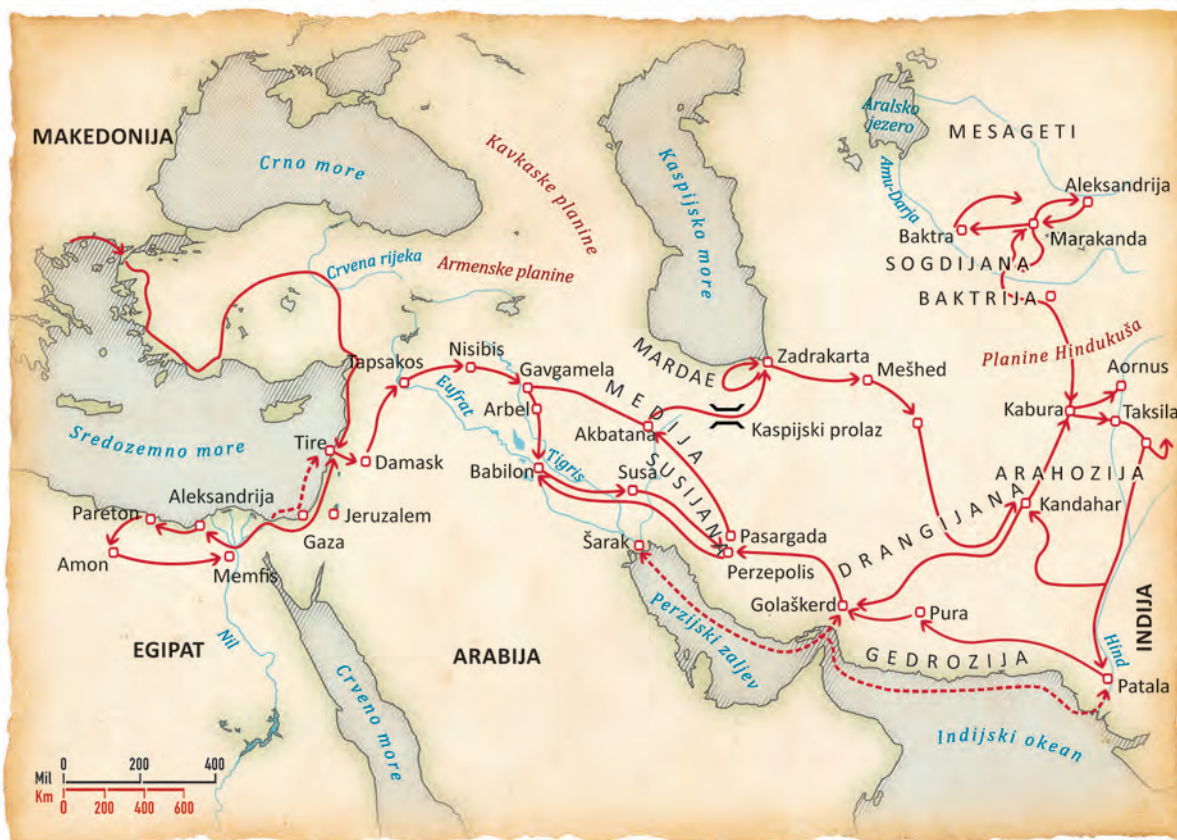 MAKEDONIJA
Crno more
Kavkaske planine
Kaspijsko more
Aralsko
jezero
MESAGETI
Amu-Darja
Aleksandrija
Baktra
Marakanda
SOGDIJANA
BAKTRIJA
Crvena rijeka
Armenske planine
Planine Hindukuša
Tapsakos
Nisibis
Gavgamela
MARDAE
Zadrakarta
Mešhed
Aornus
Kabura
Taksila
Eufrat
Arbel
MEDIJA
Akbatana
Kaspijski prolaz
Sredozemno more
Tire
Damask
Babilon
Tigris
Susa
SUSIJANA
ARAHOZIJA
Kandahar
Aleksandrija
Pareton
Jeruzalem
Gaza
Amon
Memfis
Šarak
Pasargada
Perzepolis
DRANGIJANA
Golaškerd
Pura
EGIPAT
Nil
ARABIJA
Perzijski zaljev
GEDROZIJA
Hind
INDIJA
Patala
Crveno more
Indijski okean
Mil 0 200 400
Km 0 200 400 600